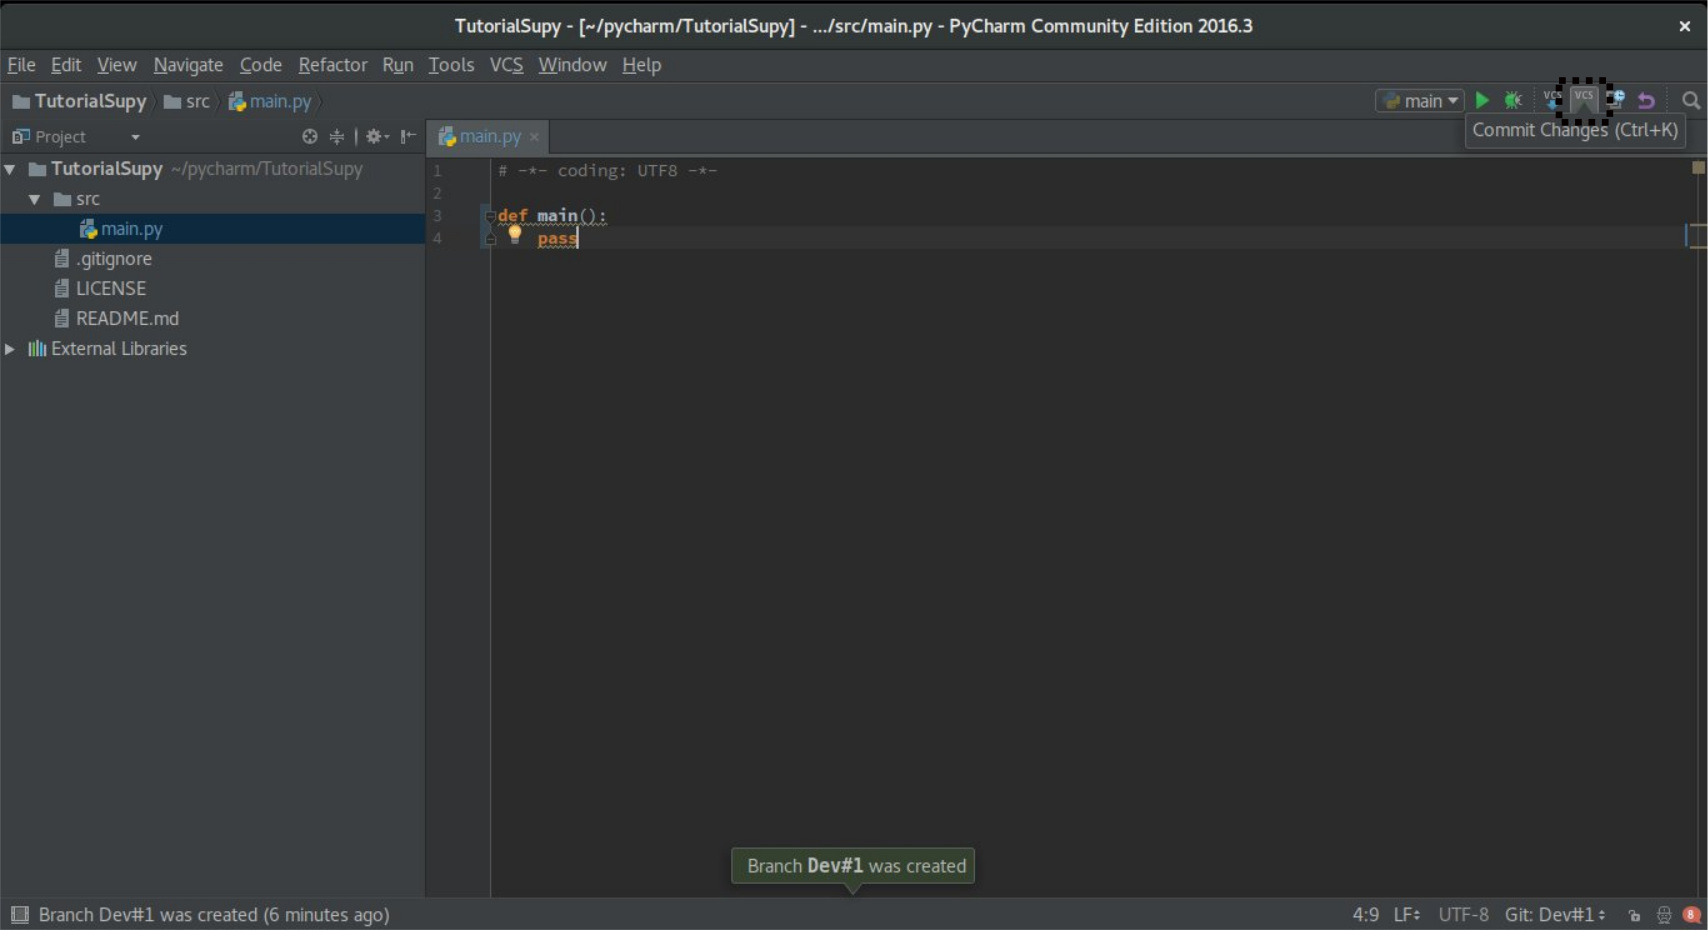 TutorialSupy - [~/pycharm/TutorialSupy] - .../src/main.py - PyCharm Community Edition 2016.3
File Edit View Navigate Code Refactor Run Tools VCS Window Help
TutorialSupy src main.py main VCS VCS
Commit Changes (Ctrl+K)
Project main.py
TutorialSupy ~/pycharm/TutorialSupy
src
main.py
.gitignore
LICENSE
README.md
External Libraries
1 # -*- coding: UTF8 -*-
2
3 def main():
4 pass
Branch Dev#1 was created
Branch Dev#1 was created (6 minutes ago) 4:9 LF UTF-8 Git: Dev#1 8